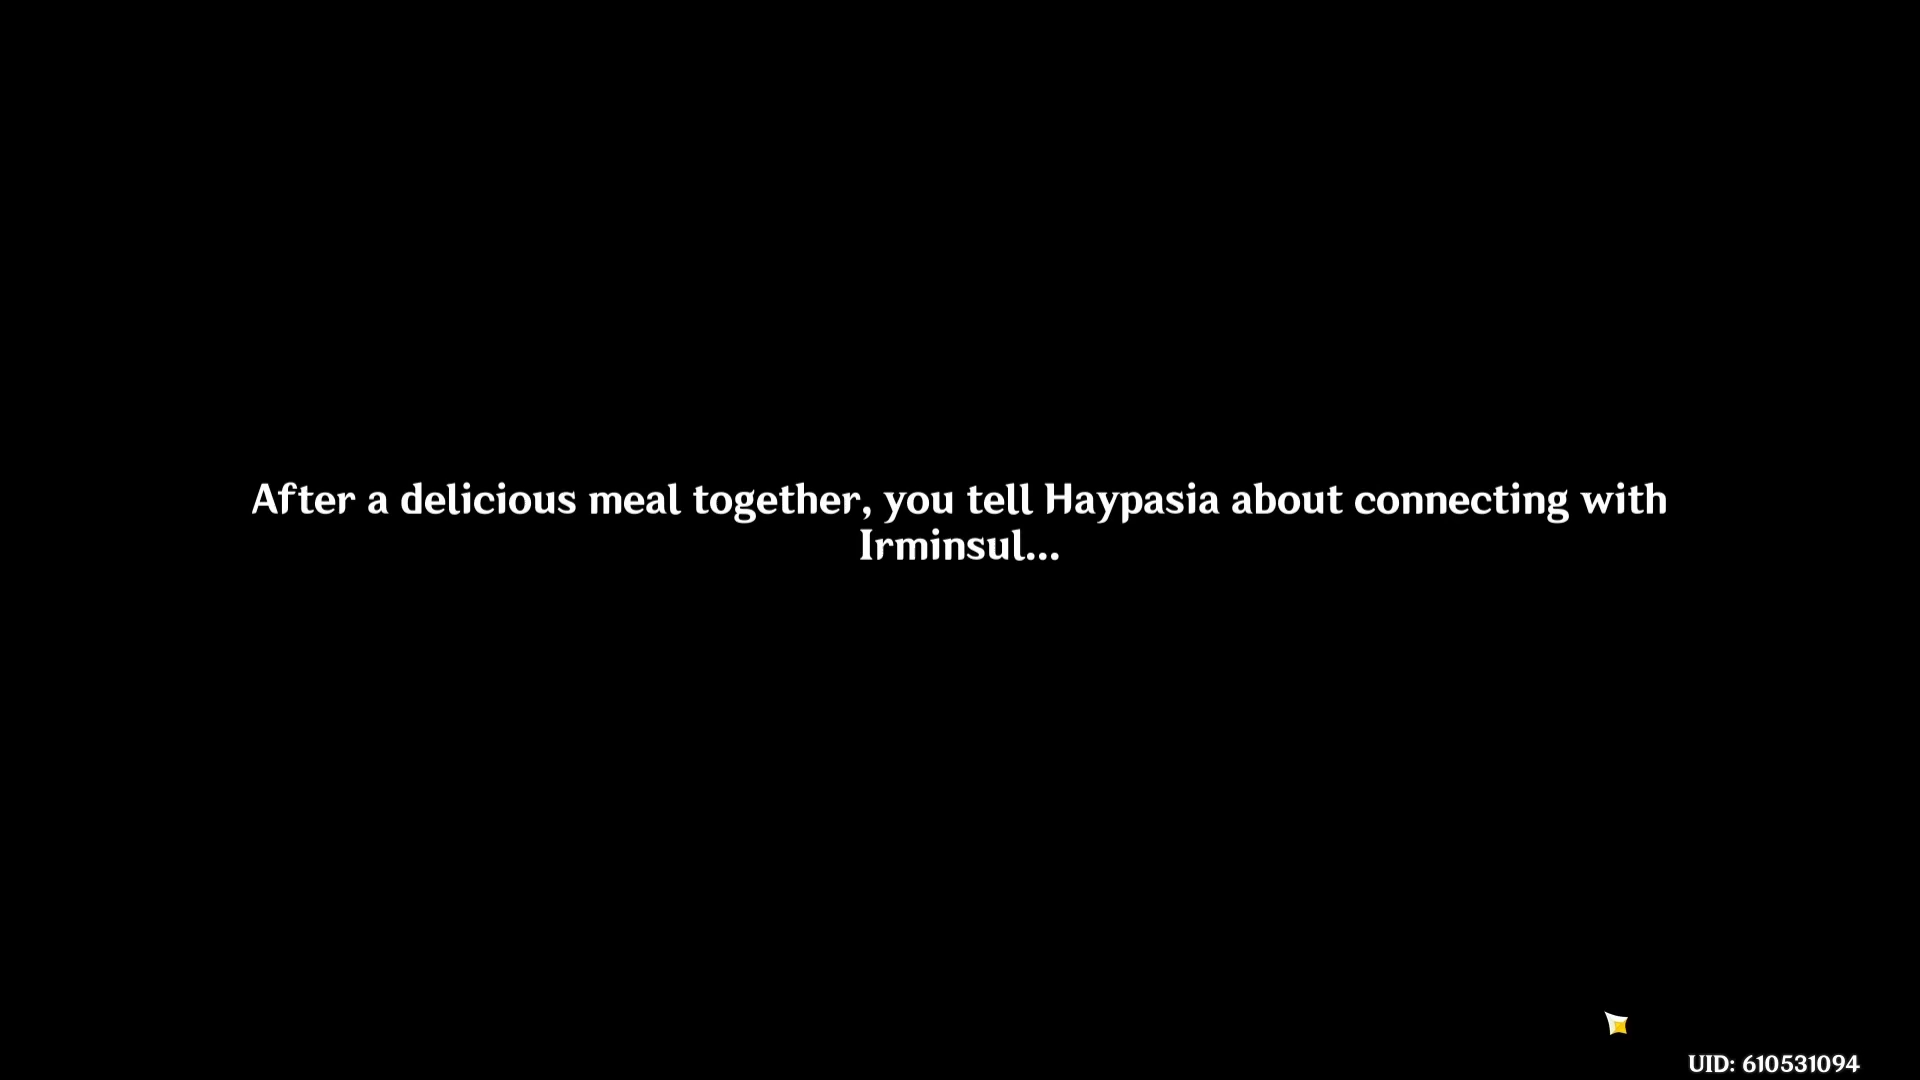 After a delicious meal together, you tell Haypasia about connecting with
Irminsul...
UID: 610531094